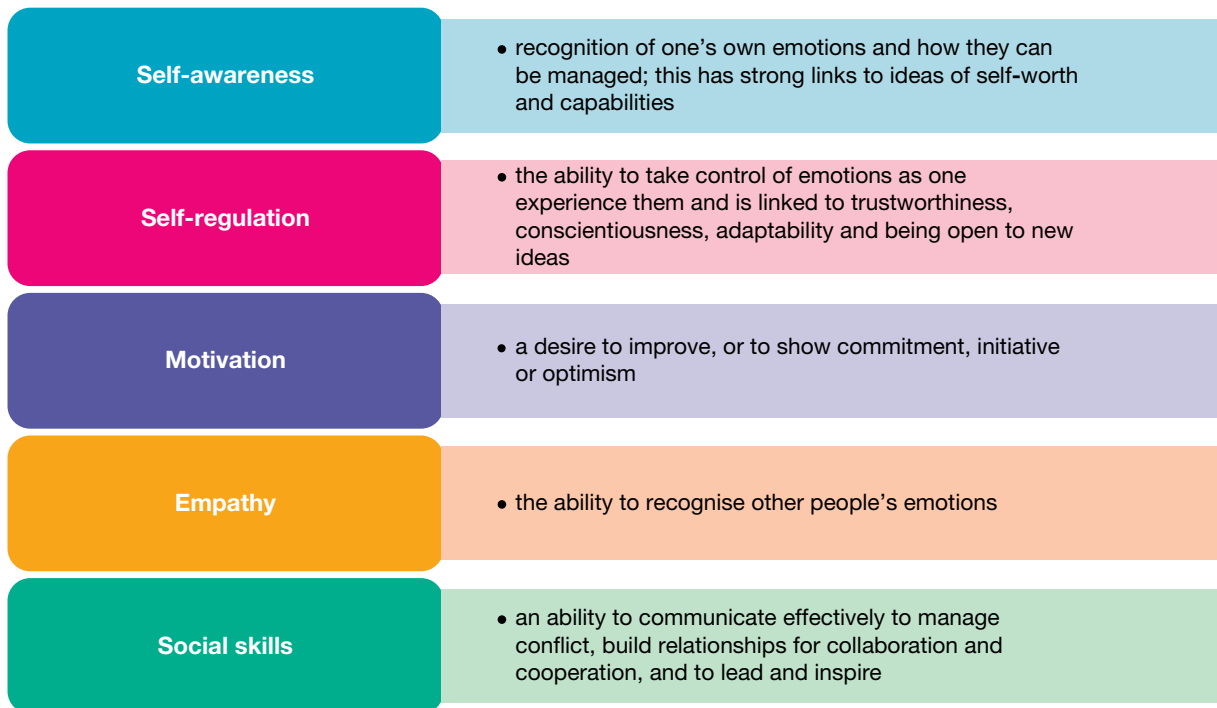 Self-awareness
• recognition of one’s own emotions and how they can
be managed; this has strong links to ideas of self-worth
and capabilities
Self-regulation
• the ability to take control of emotions as one
experience them and is linked to trustworthiness,
conscientiousness, adaptability and being open to new
ideas
Motivation
• a desire to improve, or to show commitment, initiative
or optimism
Empathy
• the ability to recognise other people’s emotions
Social skills
• an ability to communicate effectively to manage
conflict, build relationships for collaboration and
cooperation, and to lead and inspire